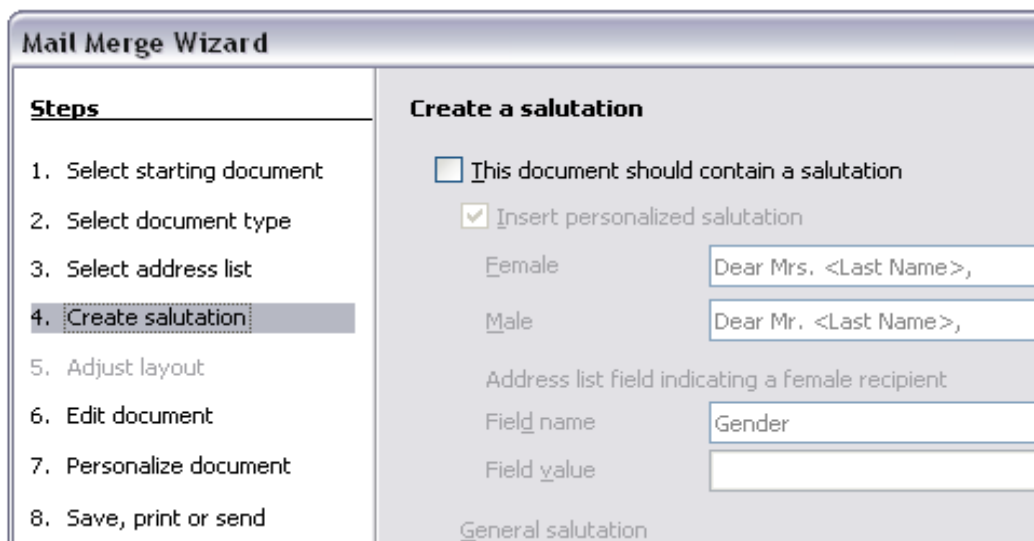 Mail Merge Wizard
Steps
1. Select starting document
2. Select document type
3. Select address list
4. Create salutation
5. Adjust layout
6. Edit document
7. Personalize document
8. Save, print or send
Create a salutation
This document should contain a salutation
Insert personalized salutation
Female Dear Mrs. <Last Name>,
Male Dear Mr. <Last Name>,
Address list field indicating a female recipient
Field name Gender
Field value
General salutation